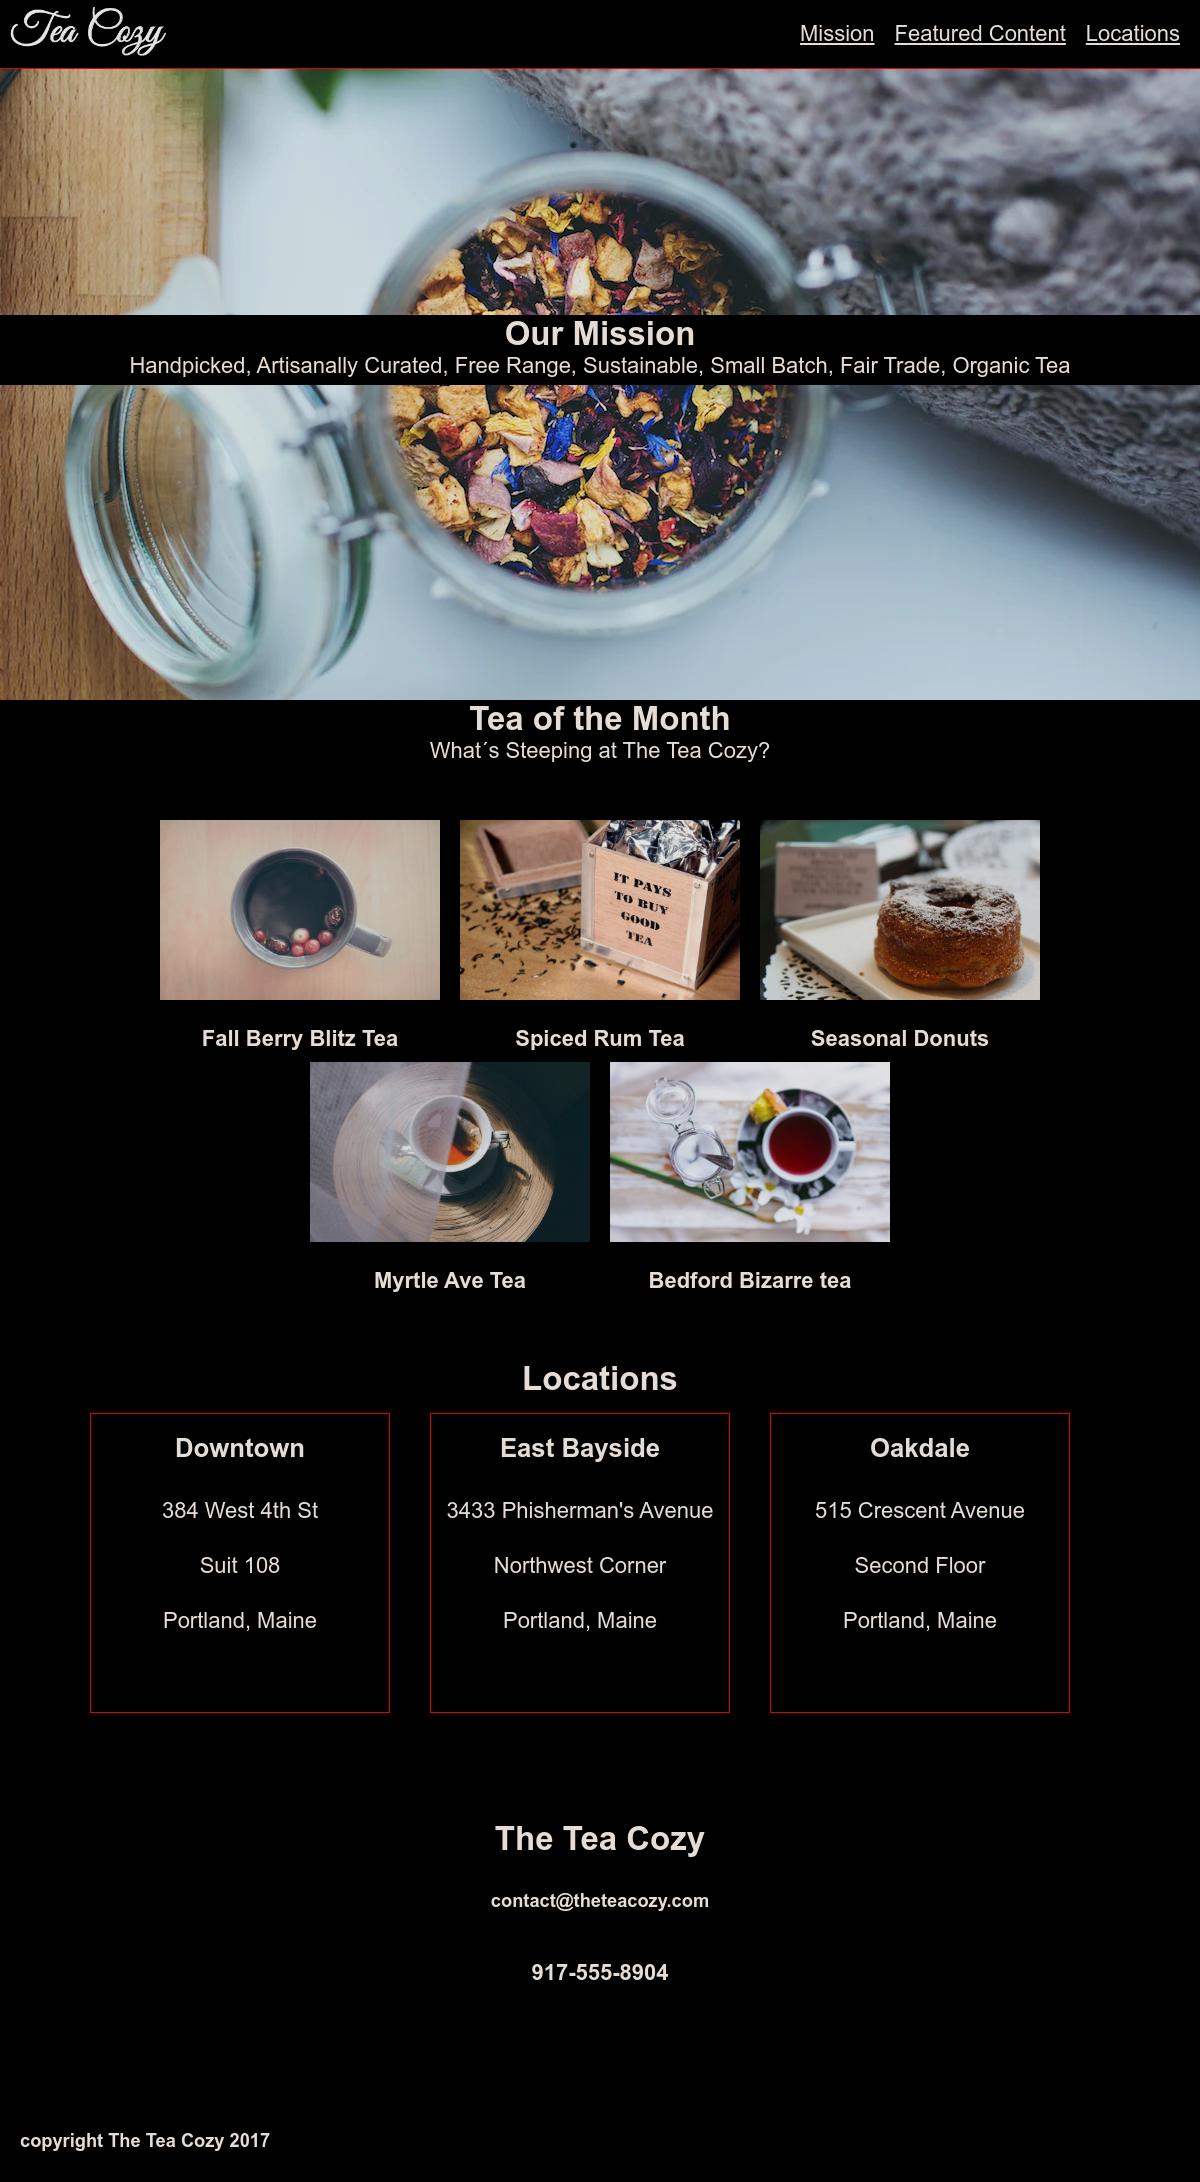 Tea Cozy
Mission Featured Content Locations
Our Mission
Handpicked, Artisanally Curated, Free Range, Sustainable, Small Batch, Fair Trade, Organic Tea
Tea of the Month
What´s Steeping at The Tea Cozy?
IT PAYS
TO BUY
GOOD
TEA
Fall Berry Blitz Tea
Spiced Rum Tea
Seasonal Donuts
Myrtle Ave Tea
Bedford Bizarre tea
Locations
Downtown
384 West 4th St
Suit 108
Portland, Maine
East Bayside
3433 Phisherman's Avenue
Northwest Corner
Portland, Maine
Oakdale
515 Crescent Avenue
Second Floor
Portland, Maine
The Tea Cozy
contact@theteacozy.com
917-555-8904
copyright The Tea Cozy 2017